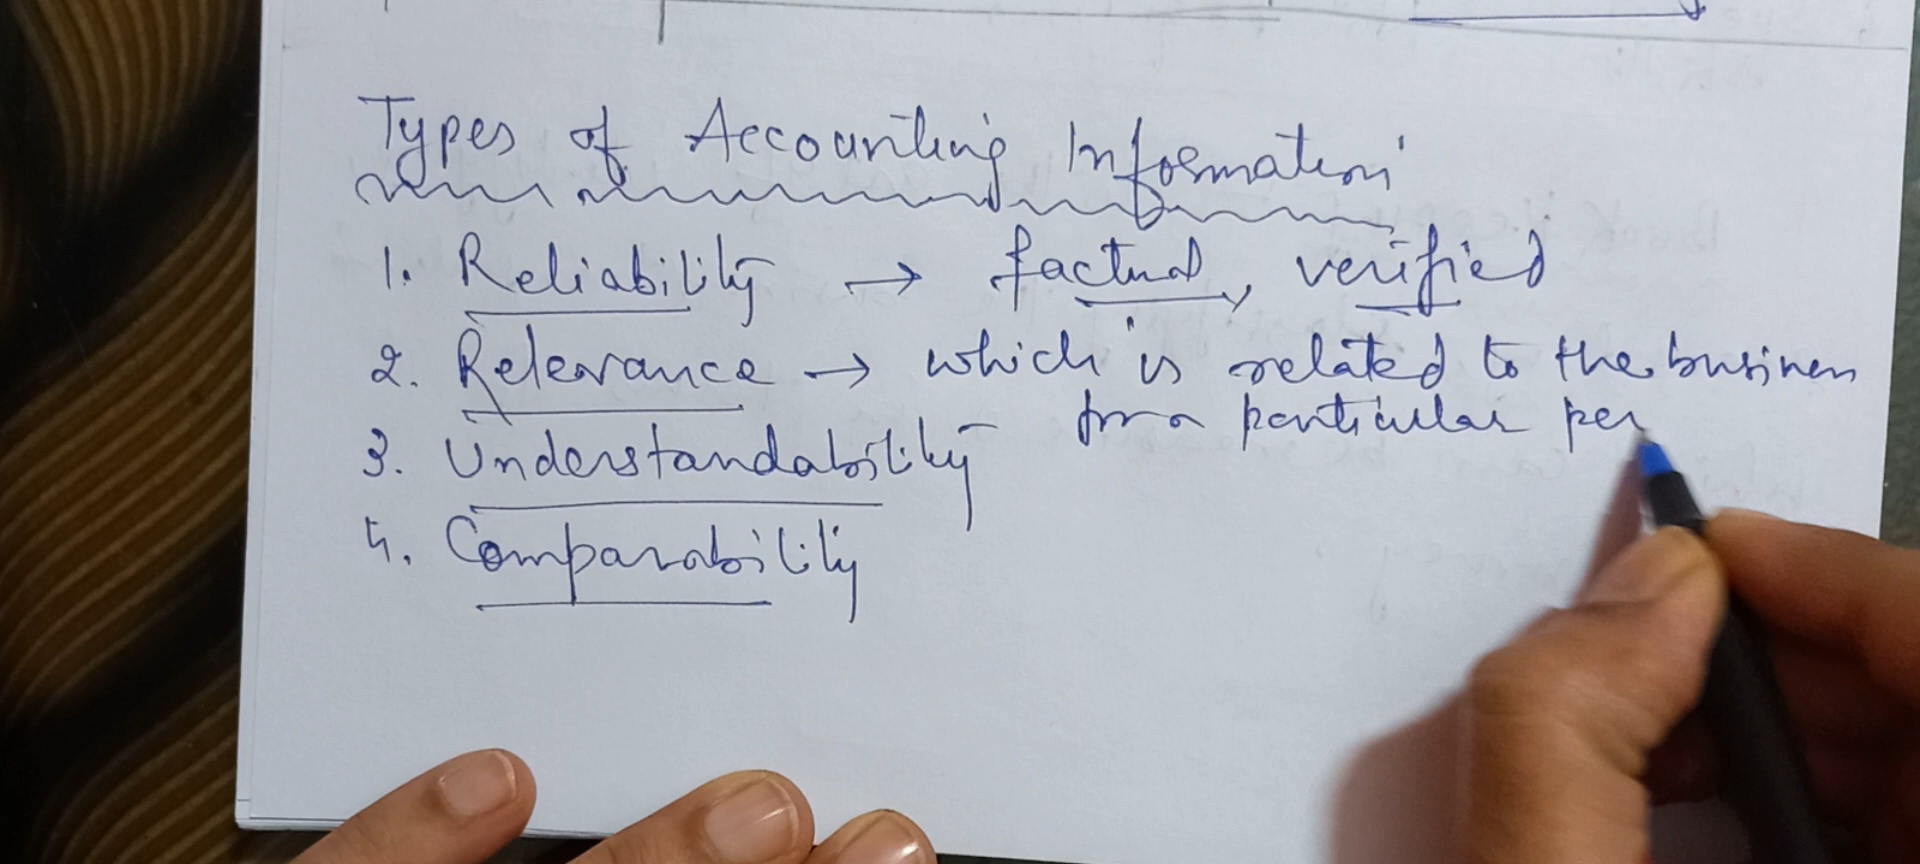 Types of Accounting Information
1. Reliability → factual, verified
2. Relevance → which is related to the business
for a particular per
3. Understandability
4. Comparability